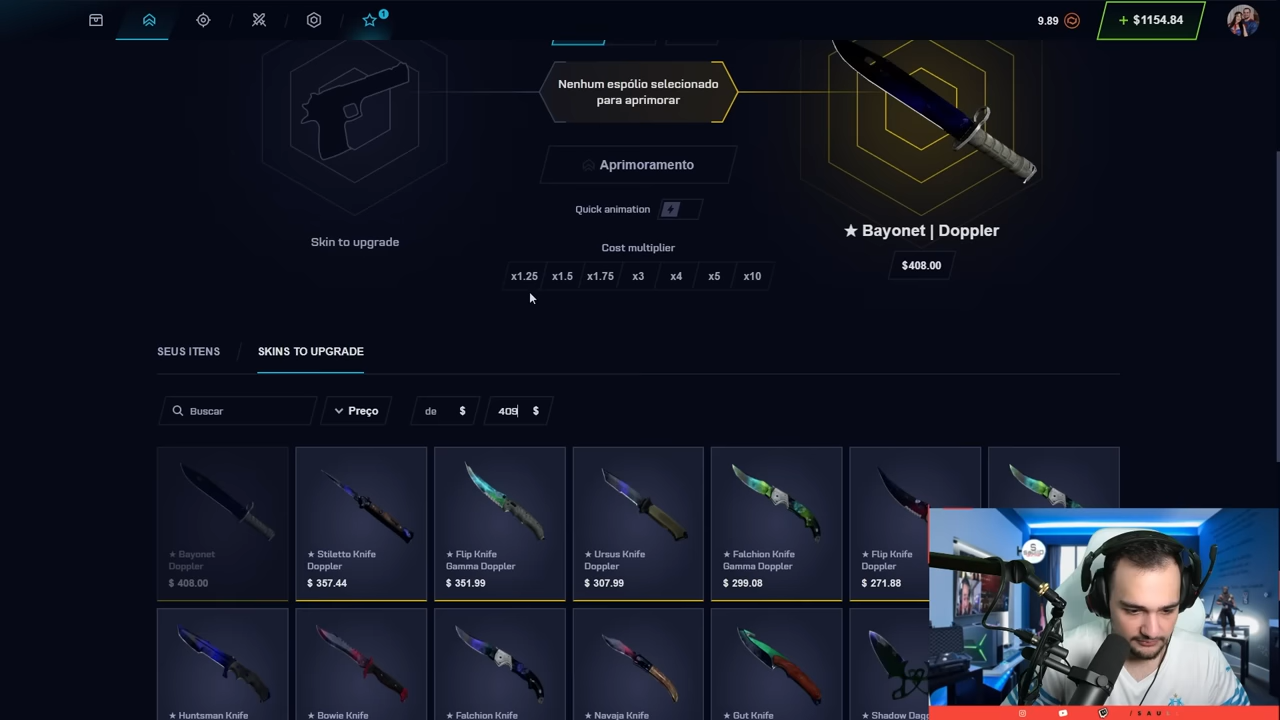 1
9.89
+ $1154.84
Nenhum espólio selecionado
para aprimorar
Aprimoramento
Quick animation
Skin to upgrade
★ Bayonet | Doppler
Cost multiplier
$408.00
x1.25 x1.5 x1.75 x3 x4 x5 x10
SEUS ITENS
SKINS TO UPGRADE
Buscar
Preço
de $
409 $
★ Bayonet
Doppler
$ 408.00
★ Stiletto Knife
Doppler
$ 357.44
★ Flip Knife
Gamma Doppler
$ 351.99
★ Ursus Knife
Doppler
$ 307.99
★ Falchion Knife
Gamma Doppler
$ 299.08
★ Flip Knife
Doppler
$ 271.88
★ Huntsman Knife
★ Bowie Knife
★ Falchion Knife
★ Navaja Knife
★ Gut Knife
★ Shadow Dagg
/ S A U